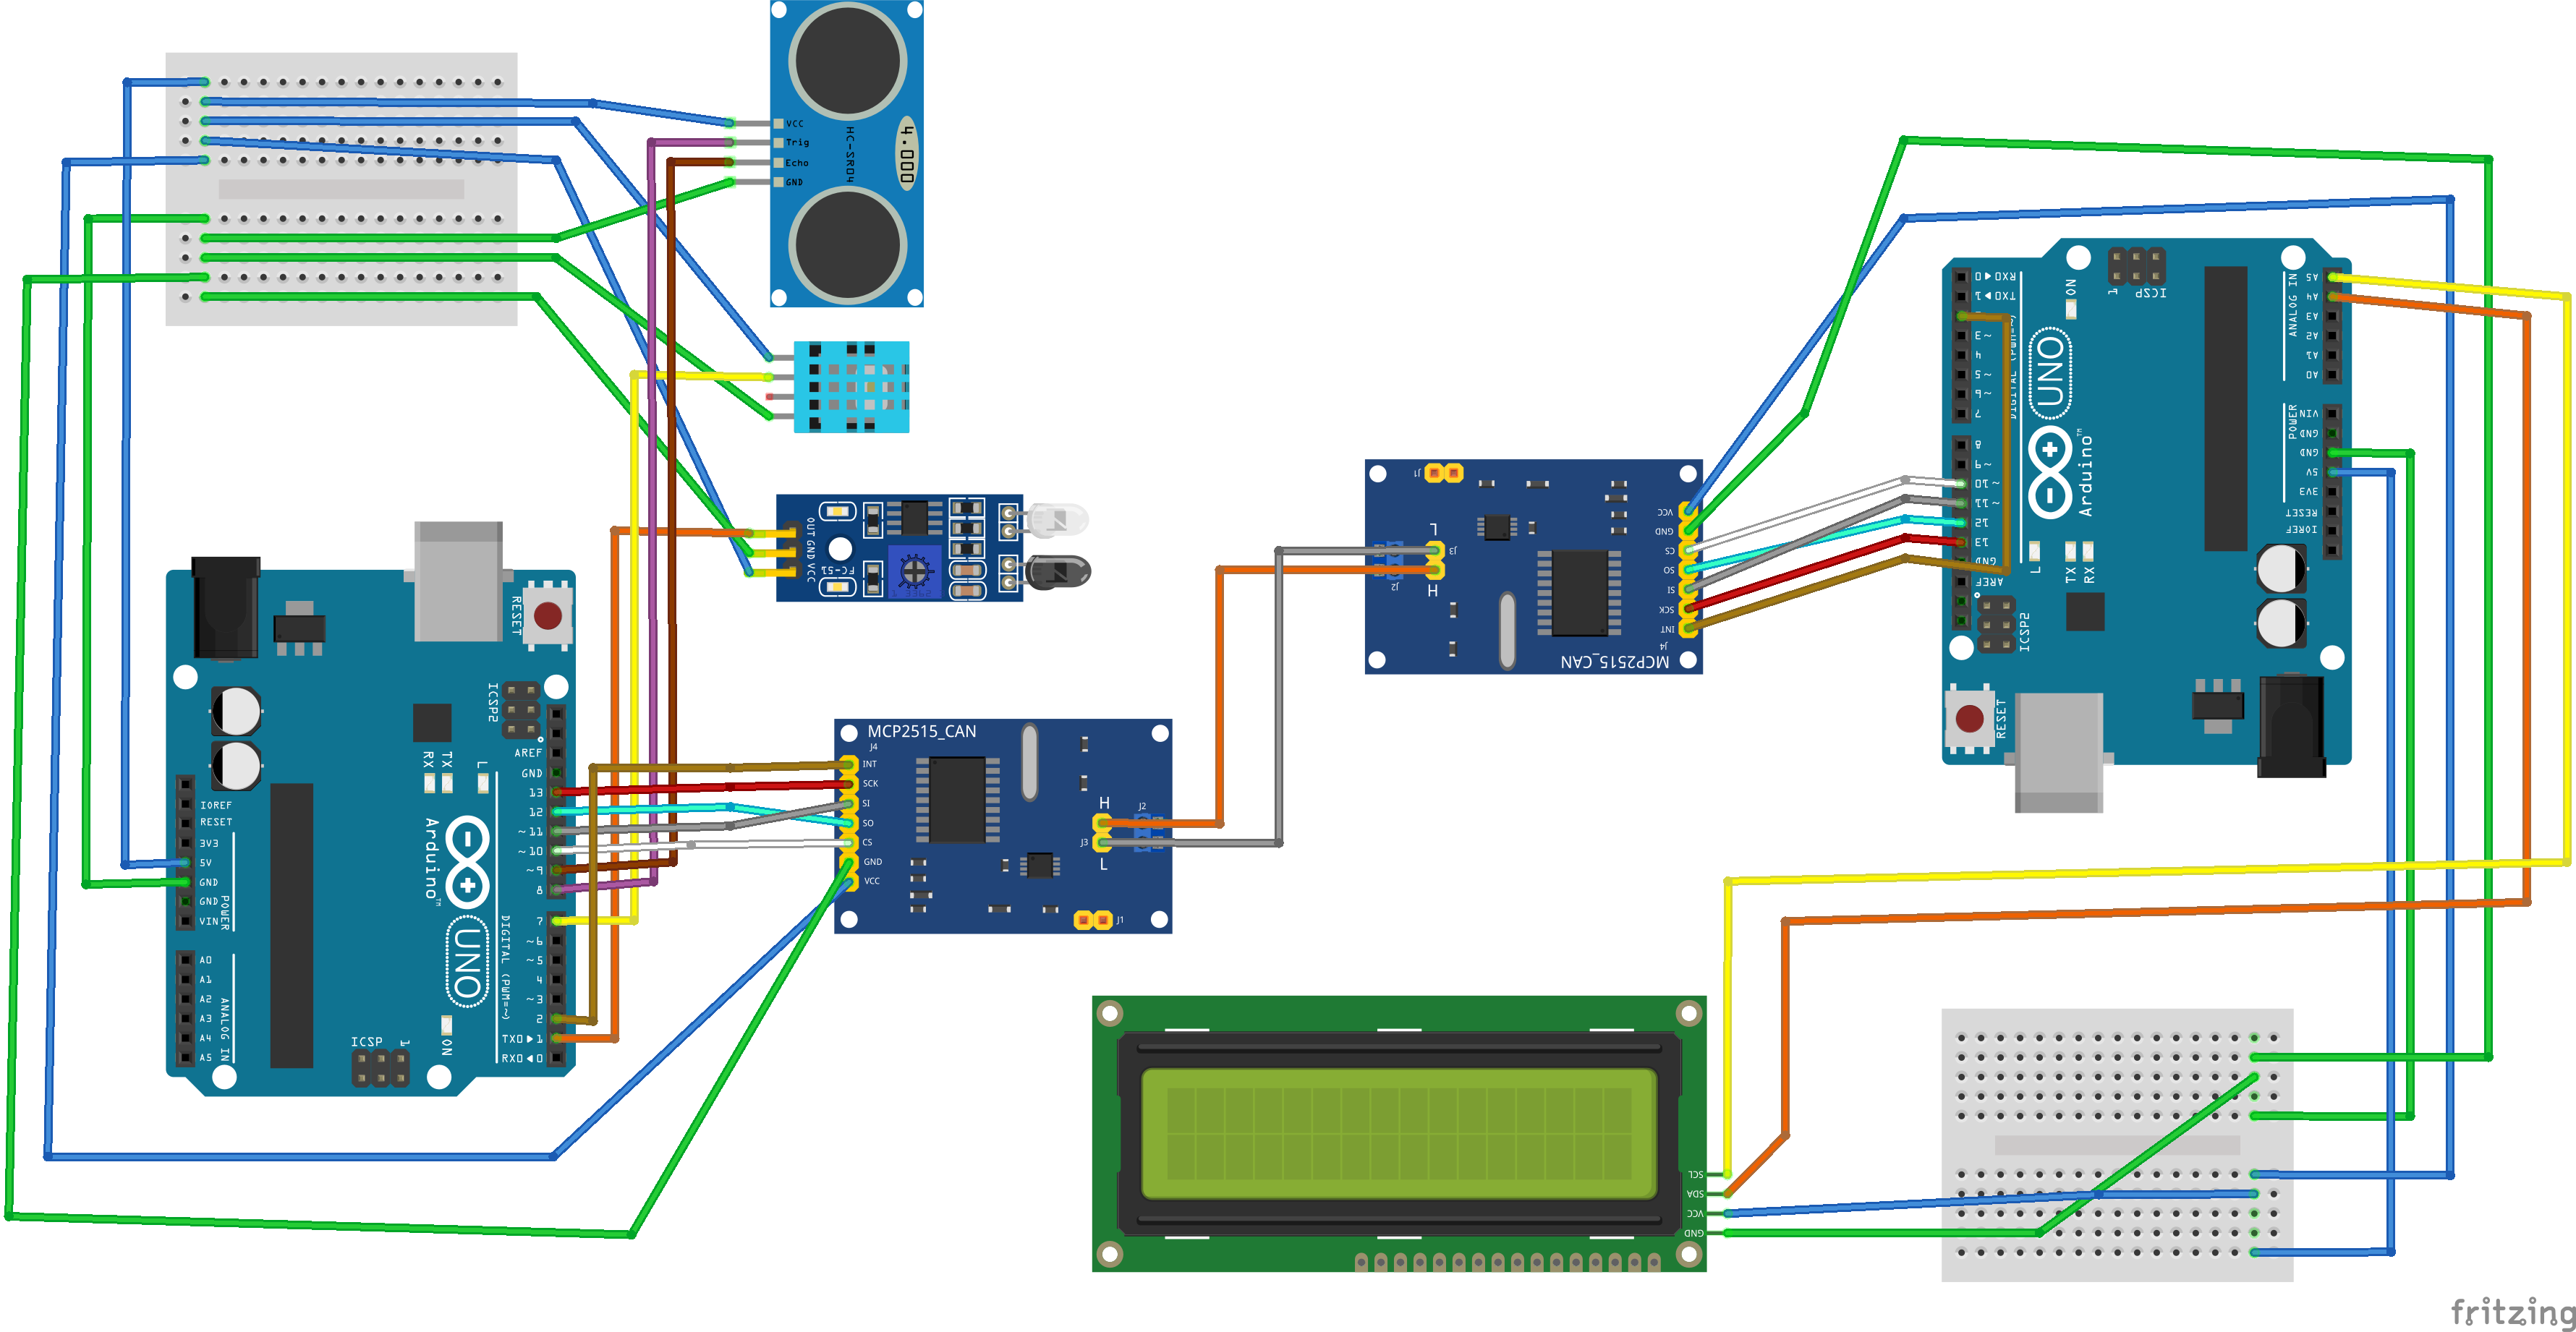 VCC
Trig
Echo
GND
HC-SR04
4.000
OUT
GND
VCC
FC-51
RESET
ICSP2
AREF
GND
13
12
~11
~10
~9
8
7
~6
~5
4
~3
2
TX0▶1
RX0◀0
DIGITAL (PWM=~)
RX
TX
L
Arduino™
UNO
ON
ICSP
1
IOREF
RESET
3V3
5V
GND
GND
VIN
POWER
A0
A1
A2
A3
A4
A5
ANALOG IN
MCP2515_CAN
J4
INT
SCK
SI
SO
CS
GND
VCC
H
J2
J3
L
J1
J1
L
J3
J2
H
VCC
GND
CS
SO
SI
SCK
INT
J4
MCP2515_CAN
RX0◀0
TX0▶1
3~
4
5~
6~
7
8
9~
10~
11~
12
13
GND
AREF
ICSP2
RESET
L
TX
RX
ON
UNO
Arduino™
1
ICSP
A5
A4
A3
A2
A1
A0
ANALOG IN
VIN
GND
GND
5V
3V3
RESET
IOREF
POWER
SCL
SDA
VCC
GND
fritzing